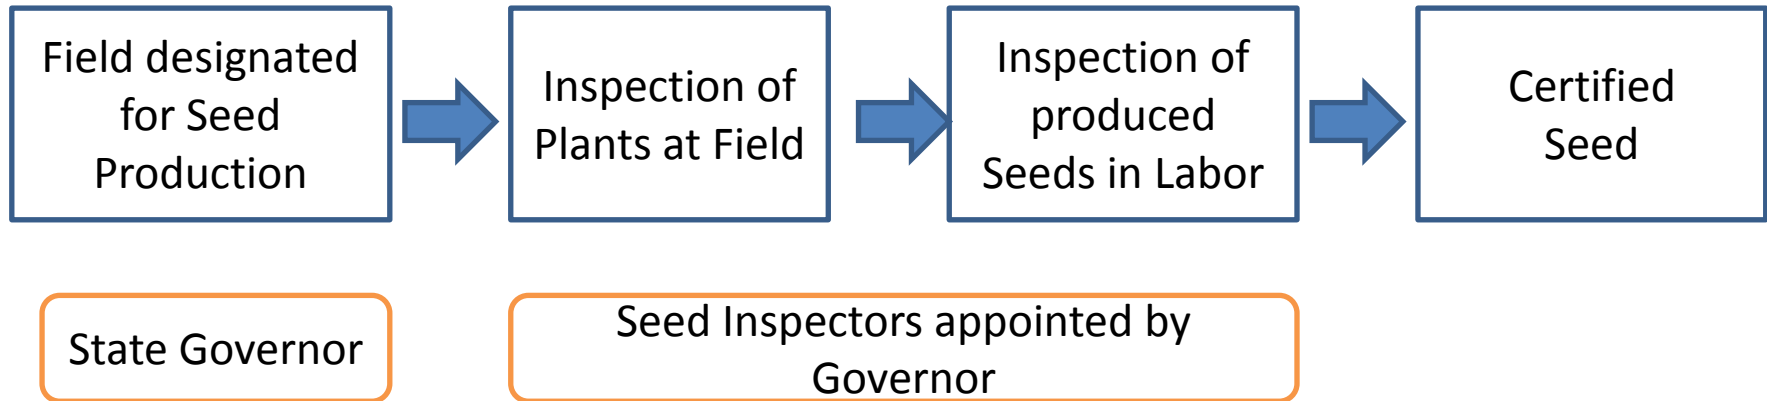 Field designated
for Seed
Production
Inspection of
Plants at Field
Inspection of
produced
Seeds in Labor
Certified
Seed
State Governor
Seed Inspectors appointed by
Governor